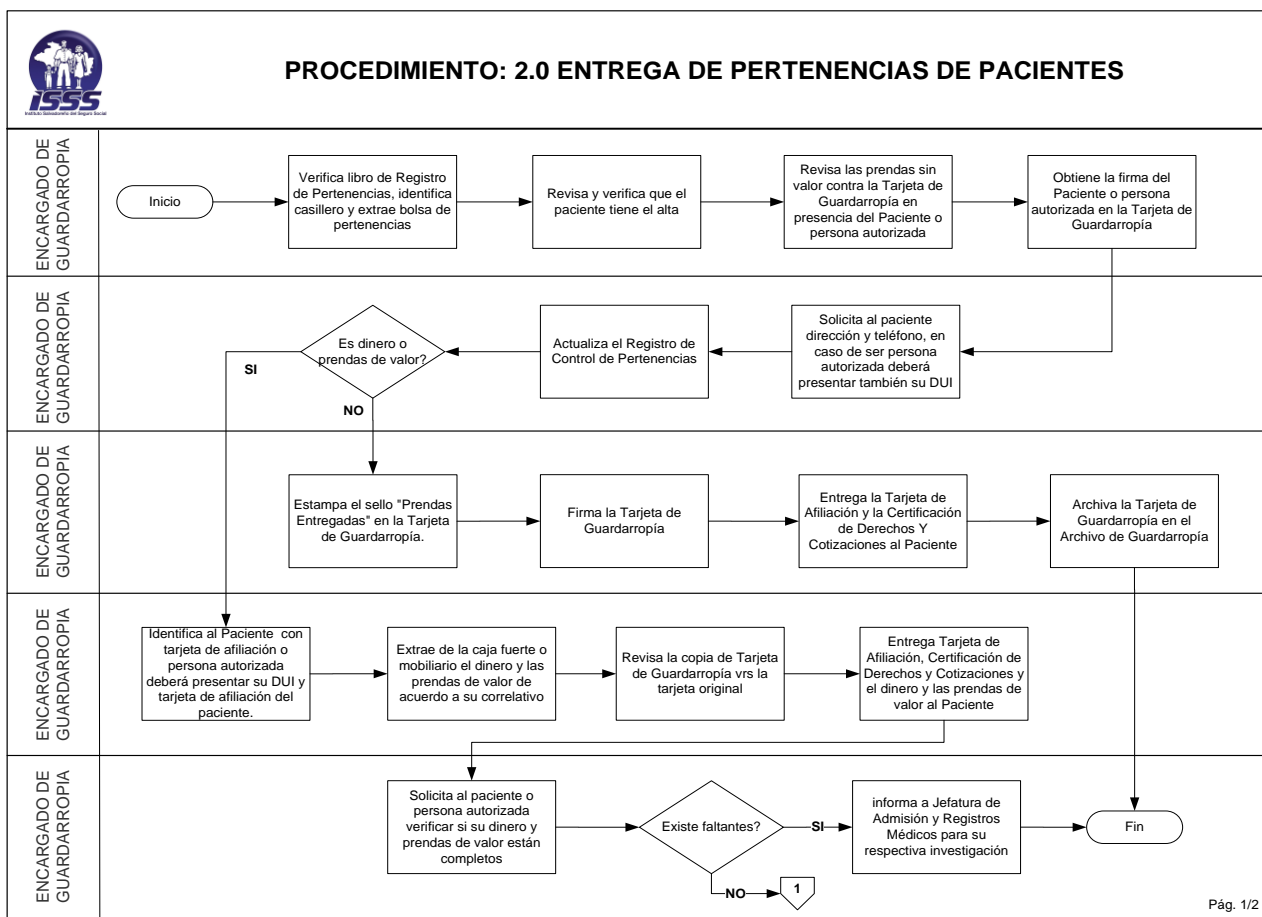 ISSS
Instituto Salvadoreño del Seguro Social
PROCEDIMIENTO: 2.0 ENTREGA DE PERTENENCIAS DE PACIENTES
ENCARGADO DE
GUARDARROPIA
Inicio
Verifica libro de Registro
de Pertenencias, identifica
casillero y extrae bolsa de
pertenencias
Revisa y verifica que el
paciente tiene el alta
Revisa las prendas sin
valor contra la Tarjeta de
Guardarropía en
presencia del Paciente o
persona autorizada
Obtiene la firma del
Paciente o persona
autorizada en la Tarjeta de
Guardarropía
ENCARGADO DE
GUARDARROPIA
Solicita al paciente
dirección y teléfono, en
caso de ser persona
autorizada deberá
presentar también su DUI
Actualiza el Registro de
Control de Pertenencias
Es dinero o
prendas de valor?
SI
NO
ENCARGADO DE
GUARDARROPIA
Estampa el sello "Prendas
Entregadas" en la Tarjeta
de Guardarropía.
Firma la Tarjeta de
Guardarropía
Entrega la Tarjeta de
Afiliación y la Certificación
de Derechos Y
Cotizaciones al Paciente
Archiva la Tarjeta de
Guardarropía en el
Archivo de Guardarropía
ENCARGADO DE
GUARDARROPIA
Identifica al Paciente con
tarjeta de afiliación o
persona autorizada
deberá presentar su DUI y
tarjeta de afiliación del
paciente.
Extrae de la caja fuerte o
mobiliario el dinero y las
prendas de valor de
acuerdo a su correlativo
Revisa la copia de Tarjeta
de Guardarropía vrs la
tarjeta original
Entrega Tarjeta de
Afiliación, Certificación de
Derechos y Cotizaciones y
el dinero y las prendas de
valor al Paciente
ENCARGADO DE
GUARDARROPIA
Solicita al paciente o
persona autorizada
verificar si su dinero y
prendas de valor están
completos
Existe faltantes?
SI
NO
1
informa a Jefatura de
Admisión y Registros
Médicos para su
respectiva investigación
Fin
Pág. 1/2